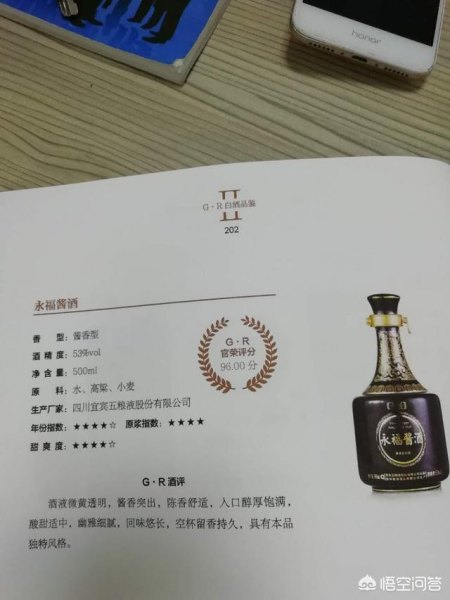 honor
G·R 白酒品鉴
II
202
永福酱酒
香 型：酱香型
酒 精 度：53%vol
净 含 量：500ml
原 料：水、高粱、小麦
生产厂家：四川宜宾五粮液股份有限公司
年份指数：★★★★☆ 原浆指数：★★★★
甜 爽 度：★★★★☆
G·R
官荣评分
96.00 分
永福酱酒
G·R 酒评
酒液微黄透明，酱香突出，陈香舒适，入口醇厚饱满，
酸甜适中，幽雅细腻，回味悠长，空杯留香持久，具有本品
独特风格。
悟空问答